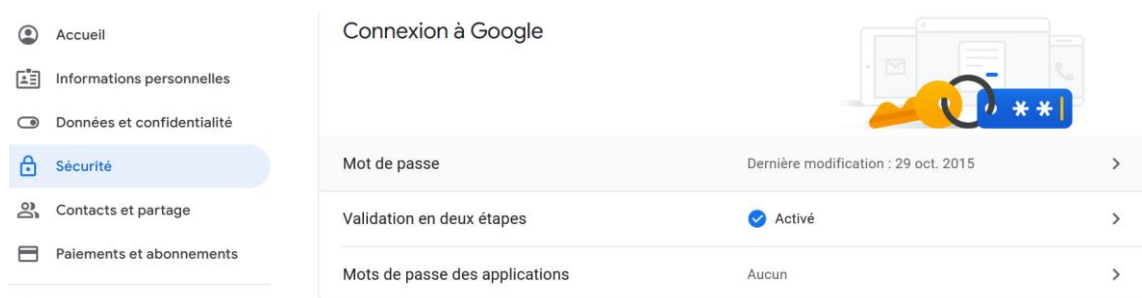 Accueil
Informations personnelles
Données et confidentialité
Sécurité
Contacts et partage
Paiements et abonnements
Connexion à Google
**
Mot de passe
Dernière modification : 29 oct. 2015
Validation en deux étapes
Activé
Mots de passe des applications
Aucun